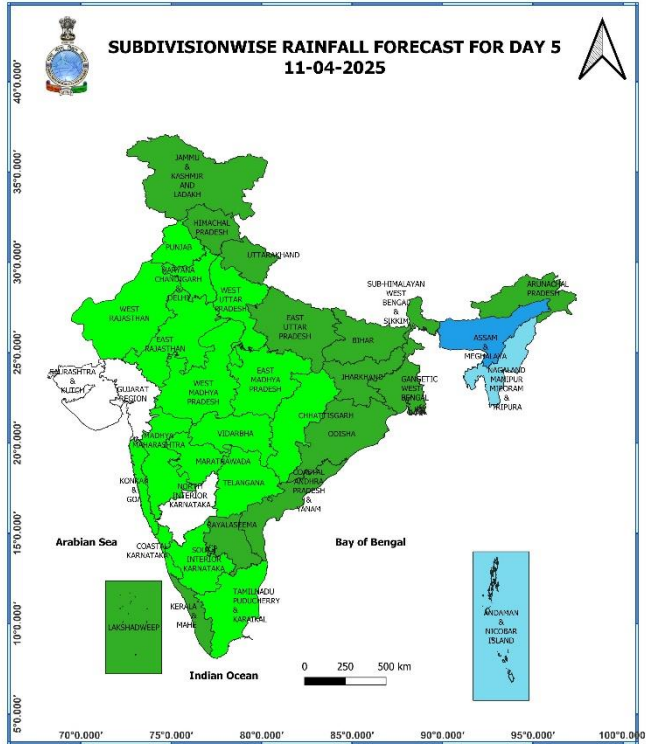 SUBDIVISIONWISE RAINFALL FORECAST FOR DAY 5
11-04-2025
40°0.000'
35°0.000'
30°0.000'
25°0.000'
20°0.000'
15°0.000'
10°0.000'
5°0.000'
JAMMU
&
KASHMIR
AND
LADAKH
HIMACHAL
PRADESH
PUNJAB
UTTARAKHAND
HARYANA
CHANDIGARH
&
DELHI
WEST
UTTAR
PRADESH
WEST
RAJASTHAN
EAST
RAJASTHAN
EAST
UTTAR
PRADESH
BIHAR
SUB-HIMALAYAN
WEST
BENGAL
&
SIKKIM
ARUNACHAL
PRADESH
ASSAM
&
MEGHALAYA
NAGALAND
MANIPUR
MIZORAM
&
TRIPURA
SAURASHTRA
&
KUTCH
GUJARAT
REGION
WEST
MADHYA
PRADESH
EAST
MADHYA
PRADESH
JHARKHAND
GANGETIC
WEST
BENGAL
CHHATTISGARH
ODISHA
MADHYA
MAHARASHTRA
VIDARBHA
MARATHWADA
KONKAN
&
GOA
NORTH
INTERIOR
KARNATAKA
TELANGANA
COASTAL
ANDHRA
PRADESH
&
YANAM
RAYALASEEMA
Arabian Sea
Bay of Bengal
COASTAL
KARNATAKA
SOUTH
INTERIOR
KARNATAKA
TAMILNADU
PUDUCHERRY
&
KARAIKAL
KERALA
&
MAHE
LAKSHADWEEP
ANDAMAN
&
NICOBAR
ISLAND
Indian Ocean
0 250 500 km
70°0.000' 75°0.000' 80°0.000' 85°0.000' 90°0.000' 95°0.000' 100°0.000'